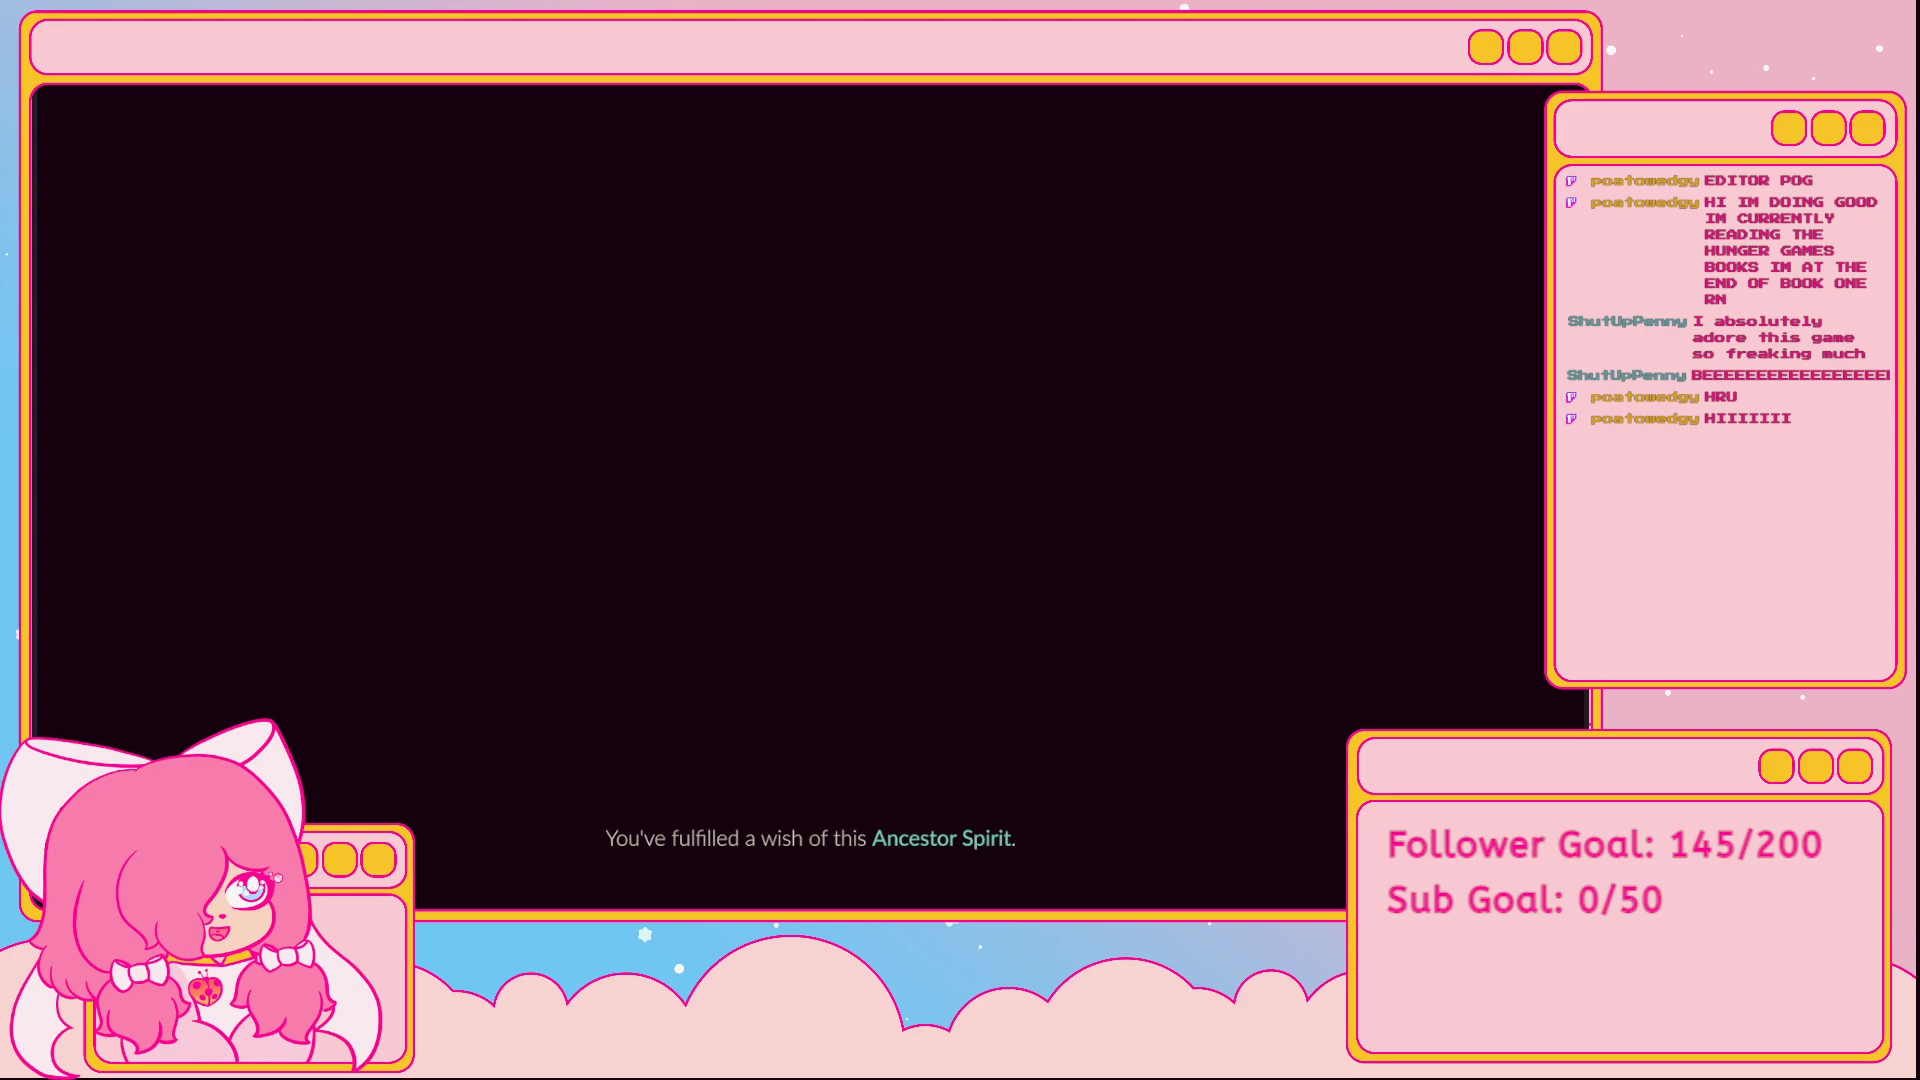 poatowedgy EDITOR POG
poatowedgy HI IM DOING GOOD
IM CURRENTLY
READING THE
HUNGER GAMES
BOOKS IM AT THE
END OF BOOK ONE
RN
ShutUpPenny I absolutely
adore this game
so freaking much
ShutUpPenny BEEEEEEEEEEEEEEEEEE
poatowedgy HRU
poatowedgy HIIIIIII
You've fulfilled a wish of this Ancestor Spirit.
Follower Goal: 145/200
Sub Goal: 0/50